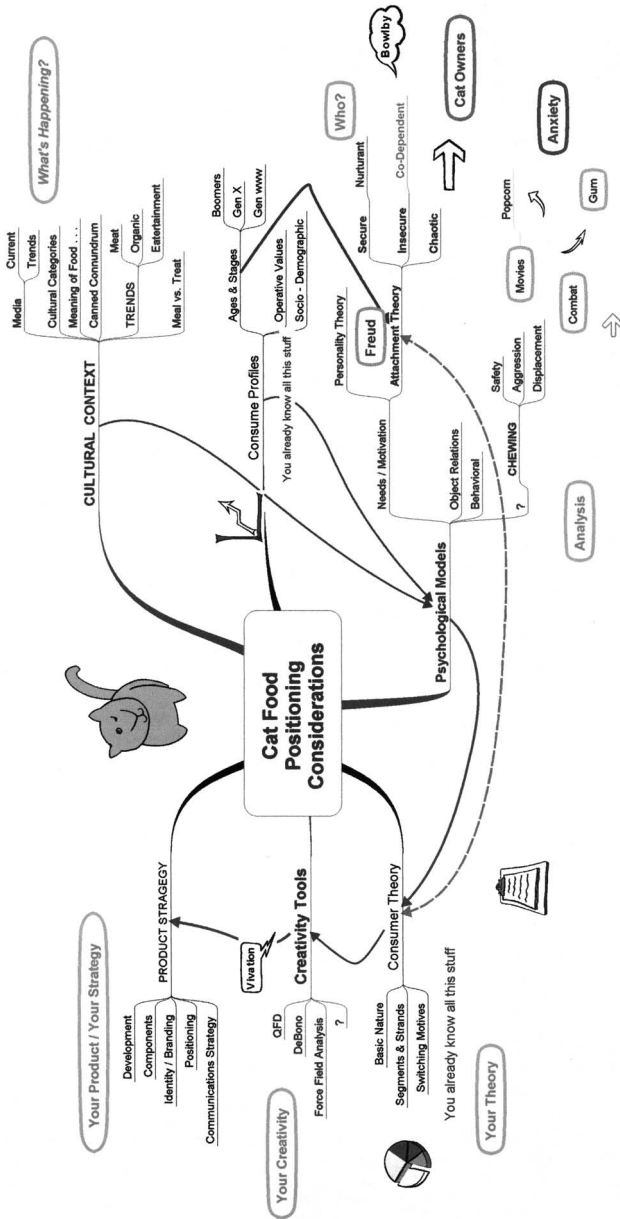 Cat Food
Positioning
Considerations
Your Product / Your Strategy
PRODUCT STRAGEGY
Development
Components
Identity / Branding
Positioning
Communications Strategy
Vivation
Your Creativity
Creativity Tools
QFD
DeBono
Force Field Analysis
?
Consumer Theory
Basic Nature
Segments & Strands
Switching Motives
You already know all this stuff
Your Theory
What's Happening?
CULTURAL CONTEXT
Media
Current
Trends
Cultural Categories
Meaning of Food . . .
Canned Connundrum
TRENDS
Meat
Organic
Eatertainment
Meal vs. Treat
Consume Profiles
You already know all this stuff
Ages & Stages
Boomers
Gen X
Gen www
Operative Values
Socio - Demographic
Psychological Models
Needs / Motivation
Personality Theory
Freud
Attachment Theory
Who?
Secure
Nurturant
Insecure
Co-Dependent
Chaotic
Bowlby
Cat Owners
Object Relations
Behavioral
?
CHEWING
Safety
Aggression
Displacement
Analysis
Movies
Popcorn
Combat
Gum
Anxiety